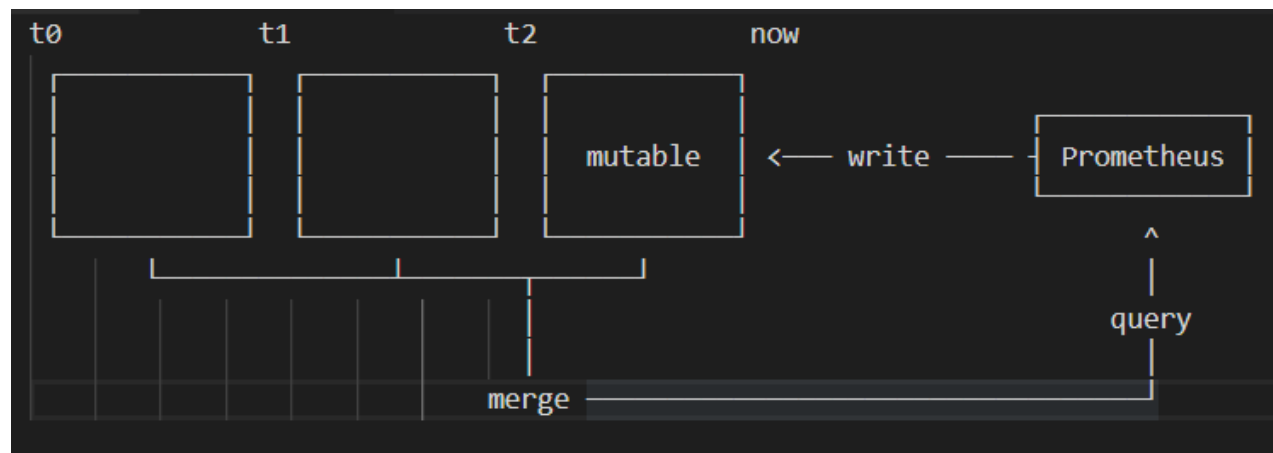 t0 t1 t2 now
mutable <─── write ──── ┤ Prometheus
^
query
merge